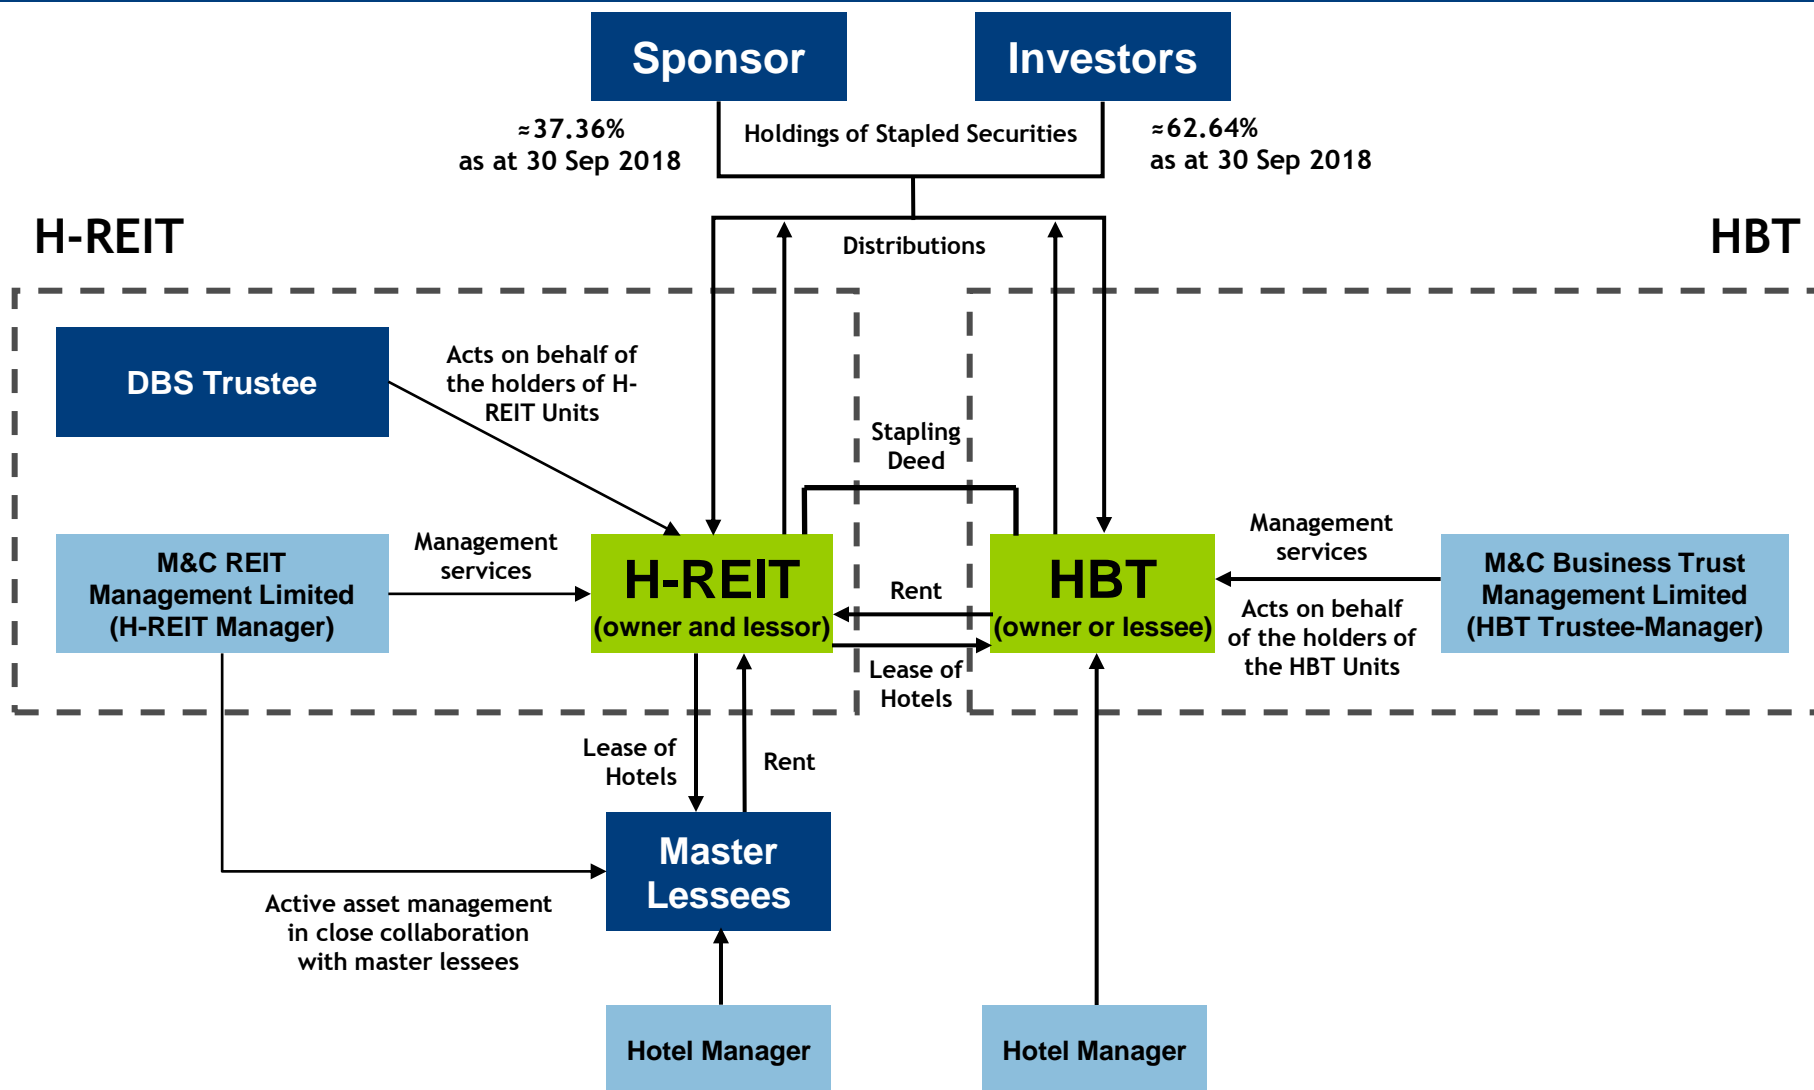 Sponsor
Investors
≈37.36%
as at 30 Sep 2018
Holdings of Stapled Securities
≈62.64%
as at 30 Sep 2018
H-REIT
HBT
Distributions
DBS Trustee
Acts on behalf of
the holders of H-
REIT Units
Stapling
Deed
M&C REIT
Management Limited
(H-REIT Manager)
Management
services
H-REIT
(owner and lessor)
Rent
Lease of
Hotels
HBT
(owner or lessee)
Management
services
Acts on behalf
of the holders of
the HBT Units
M&C Business Trust
Management Limited
(HBT Trustee-Manager)
Lease of
Hotels
Rent
Master
Lessees
Active asset management
in close collaboration
with master lessees
Hotel Manager
Hotel Manager